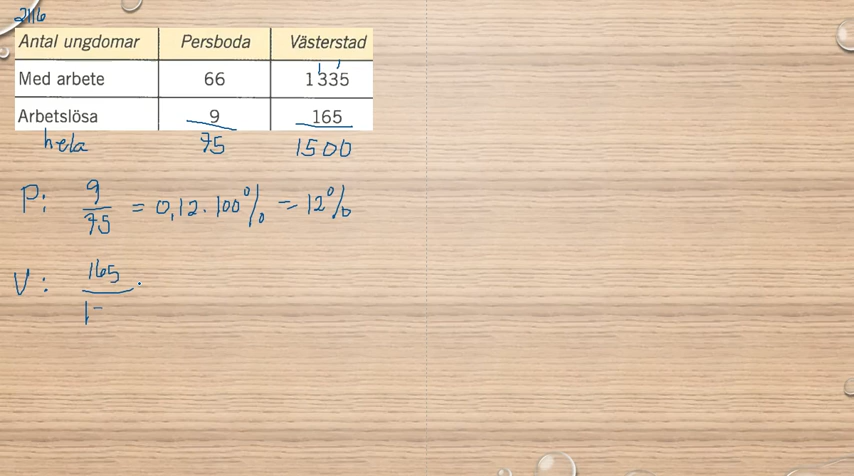 2116
Antal ungdomar Persboda Västerstad
Med arbete 66 1 335
Arbetslösa 9 165
hela 75 1500
P: 9/75 = 0,12 · 100% = 12%
V: 165/1